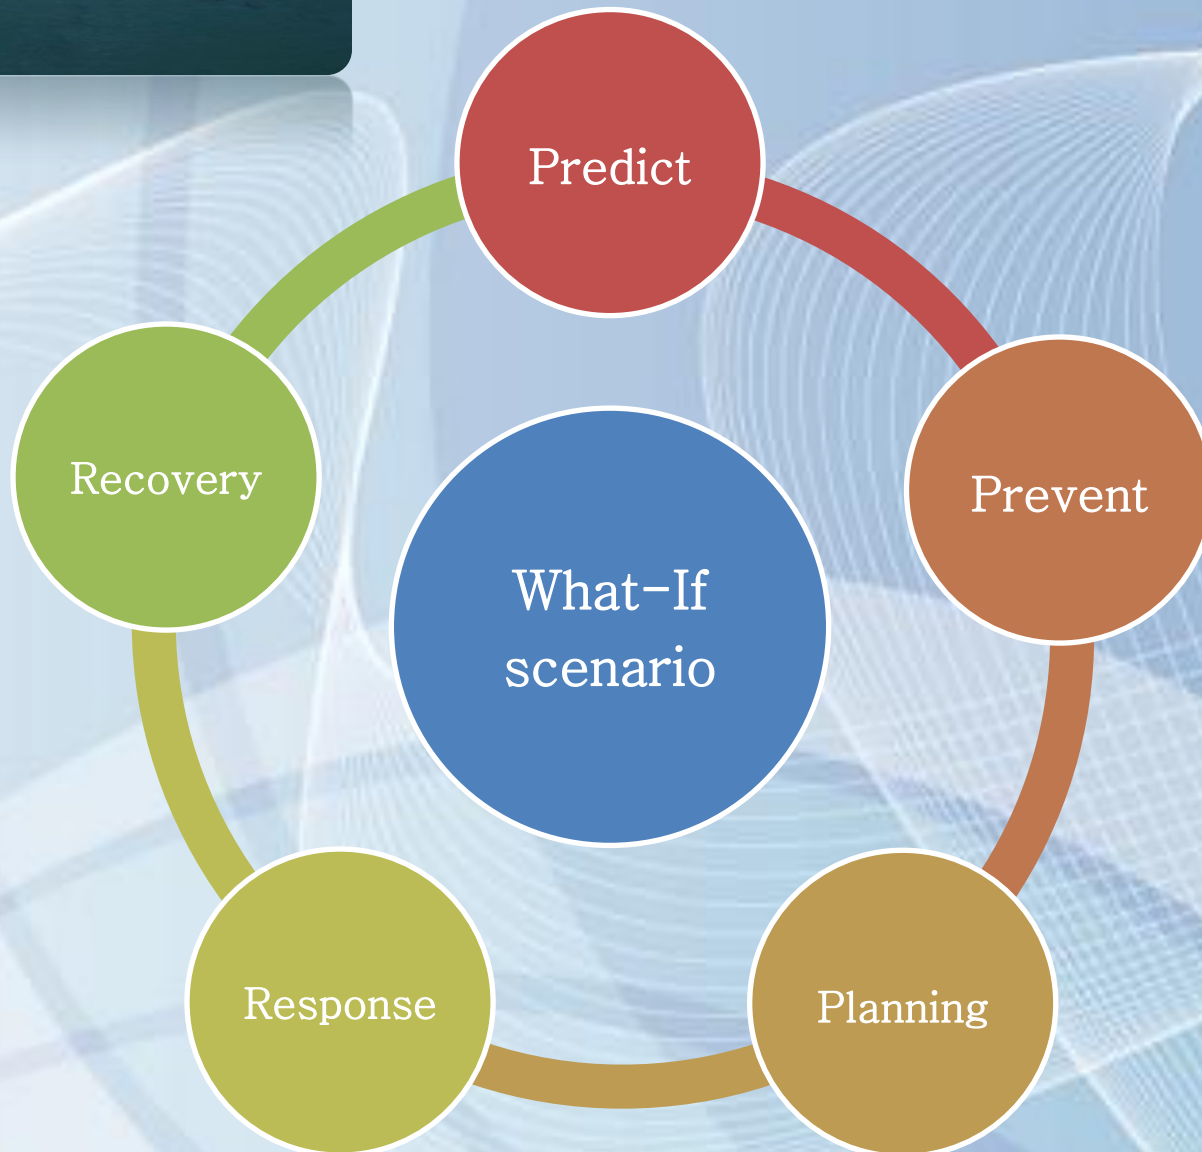 Predict
Prevent
Planning
Response
Recovery
What-If
scenario